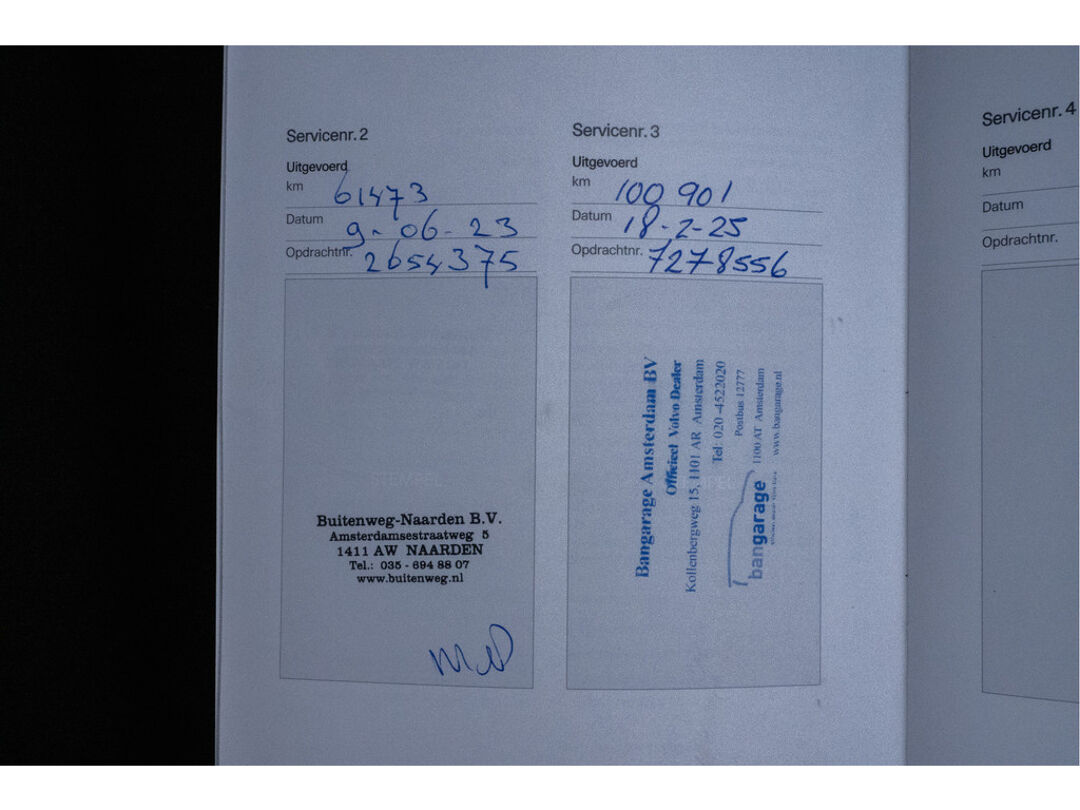 Servicenr. 2
Uitgevoerd
km 61473
Datum 9-06-23
Opdrachtnr. 2654375
Buitenweg-Naarden B.V.
Amsterdamsestraatweg 5
1411 AW NAARDEN
Tel.: 035 - 694 88 07
www.buitenweg.nl
Servicenr. 3
Uitgevoerd
km 100 901
Datum 18-2-25
Opdrachtnr. 7278556
Bangarage Amsterdam BV
Officieel Volvo Dealer
Kollenbergweg 15, 1101 AR Amsterdam
Tel: 020 -4522020
Postbus 12777
1100 AT Amsterdam
www.bangarage.nl
bangarage
Servicenr. 4
Uitgevoerd
km
Datum
Opdrachtnr.